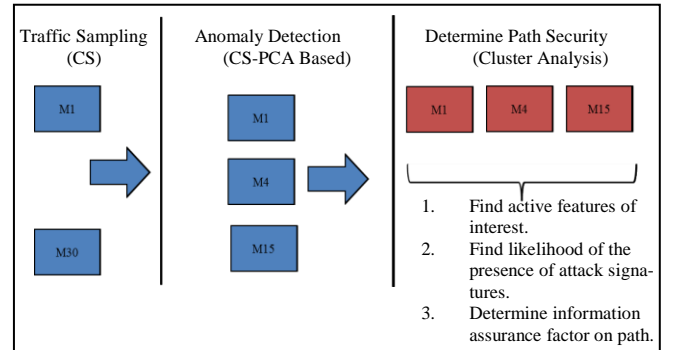 Traffic Sampling
(CS)
M1
M30
Anomaly Detection
(CS-PCA Based)
M1
M4
M15
Determine Path Security
(Cluster Analysis)
M1 M4 M15
1. Find active features of
interest.
2. Find likelihood of the
presence of attack signa-
tures.
3. Determine information
assurance factor on path.